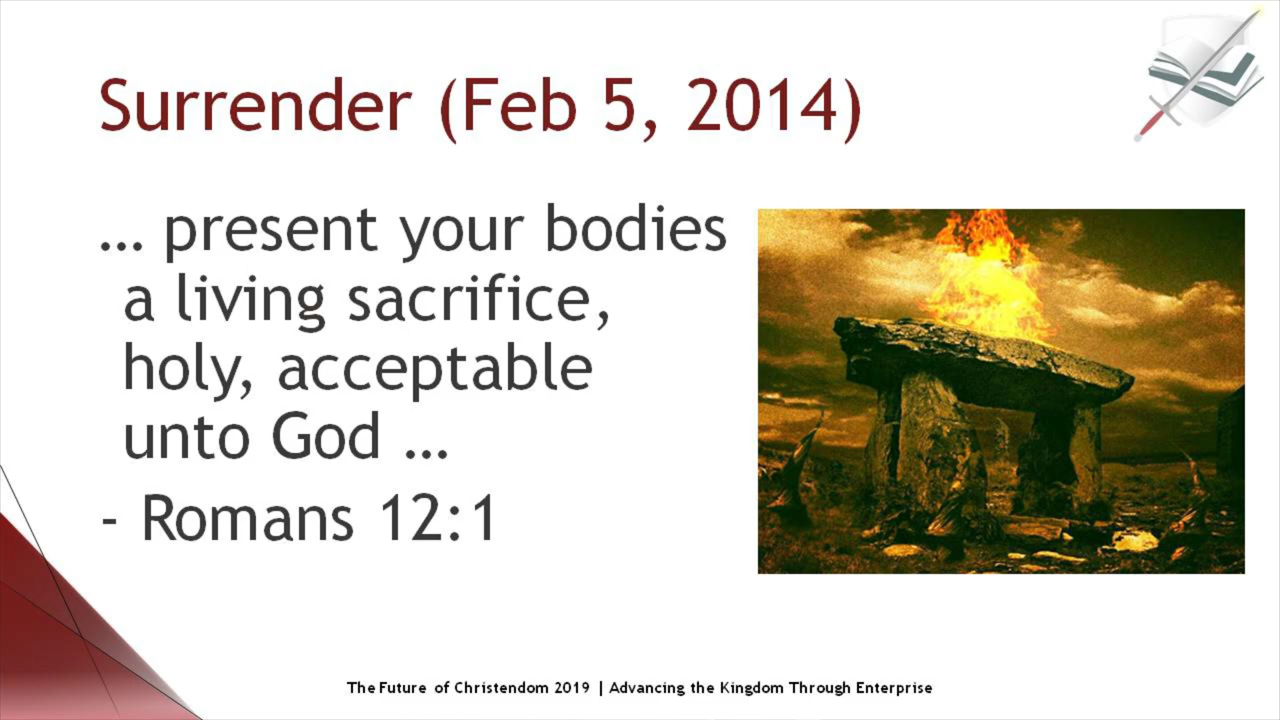 Surrender (Feb 5, 2014)
… present your bodies
a living sacrifice,
holy, acceptable
unto God …
- Romans 12:1
The Future of Christendom 2019 | Advancing the Kingdom Through Enterprise